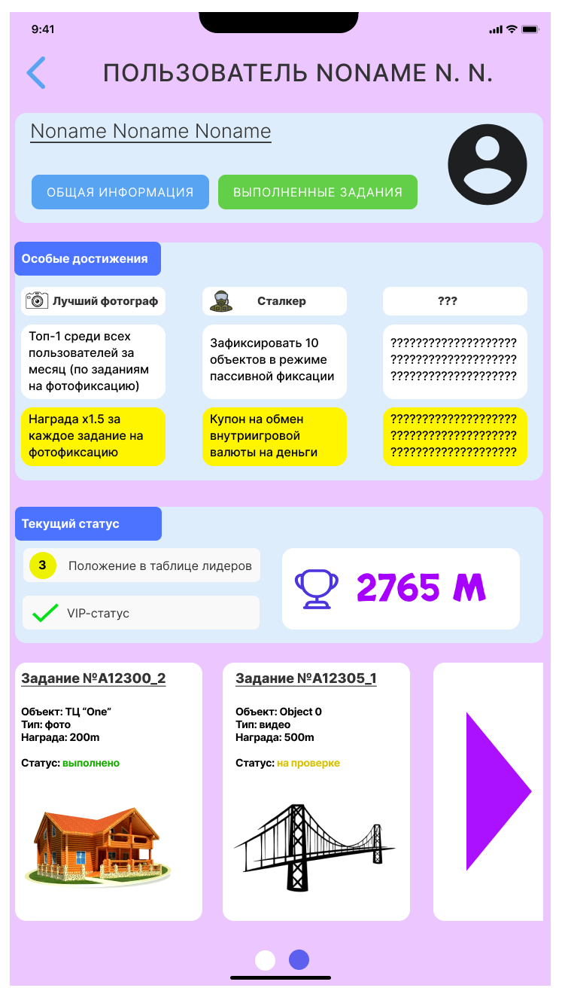 9:41
ПОЛЬЗОВАТЕЛЬ NONAME N. N.
Noname Noname Noname
ОБЩАЯ ИНФОРМАЦИЯ
ВЫПОЛНЕННЫЕ ЗАДАНИЯ
Особые достижения
Лучший фотограф
Топ-1 среди всех
пользователей за
месяц (по заданиям
на фотофиксацию)
Награда x1.5 за
каждое задание на
фотофиксацию
Сталкер
Зафиксировать 10
объектов в режиме
пассивной фиксации
Купон на обмен
внутриигровой
валюты на деньги
???
????????????????????
????????????????????
????????????????????
????????????????????
????????????????????
????????????????????
Текущий статус
3 Положение в таблице лидеров
VIP-статус
2765 M
Задание №A12300_2
Объект: ТЦ “One”
Тип: фото
Награда: 200m
Статус: выполнено
Задание №A12305_1
Объект: Object 0
Тип: видео
Награда: 500m
Статус: на проверке